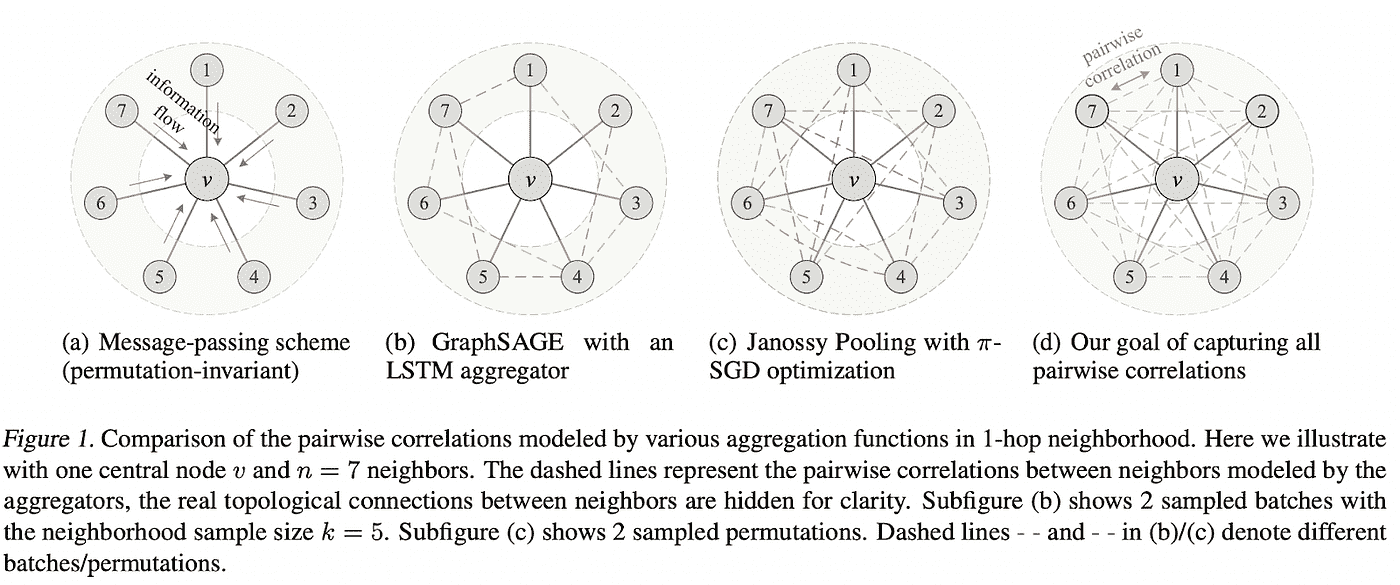 pairwise
correlation
1
2
3
4
5
6
7
v
information
flow
1
2
3
4
5
6
7
v
1
2
3
4
5
6
7
v
1
2
3
4
5
6
7
v
(a) Message-passing scheme
(permutation-invariant)
(b) GraphSAGE with an
LSTM aggregator
(c) Janossy Pooling with π-
SGD optimization
(d) Our goal of capturing all
pairwise correlations
Figure 1. Comparison of the pairwise correlations modeled by various aggregation functions in 1-hop neighborhood. Here we illustrate
with one central node v and n = 7 neighbors. The dashed lines represent the pairwise correlations between neighbors modeled by the
aggregators, the real topological connections between neighbors are hidden for clarity. Subfigure (b) shows 2 sampled batches with
the neighborhood sample size k = 5. Subfigure (c) shows 2 sampled permutations. Dashed lines - - and - - in (b)/(c) denote different
batches/permutations.